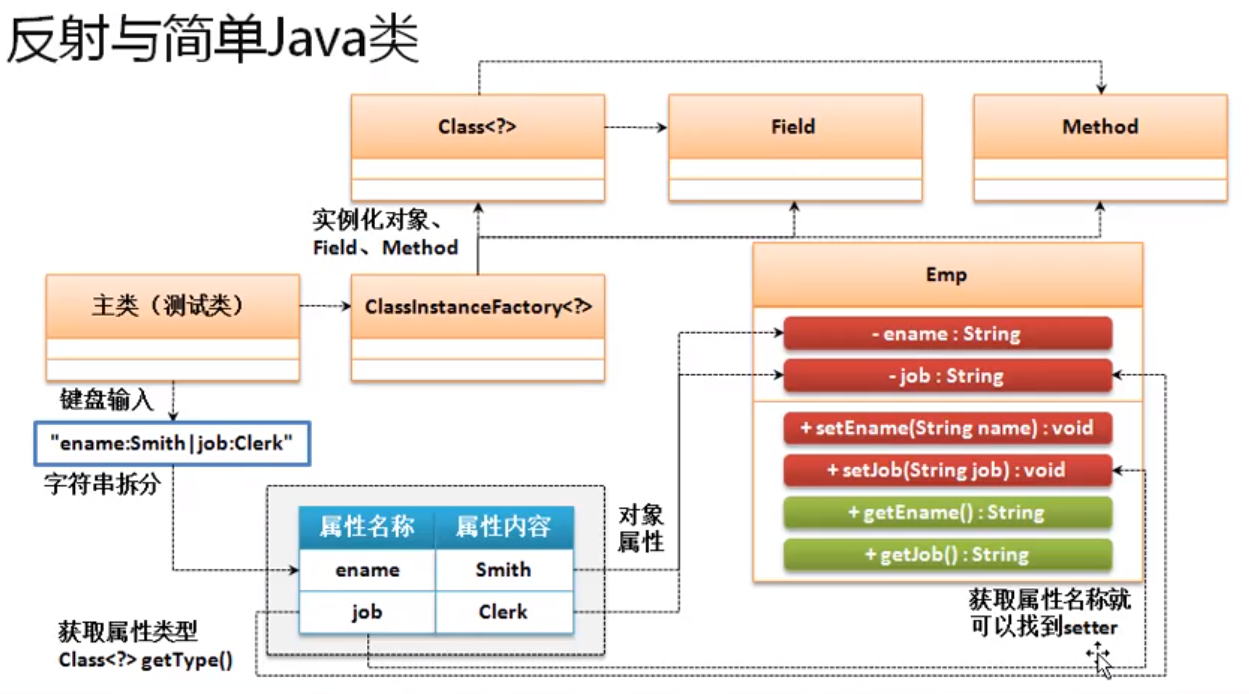 反射与简单Java类
Class<?>
Field
Method
实例化对象、
Field、Method
主类（测试类）
ClassInstanceFactory<?>
Emp
- ename : String
- job : String
+ setEname(String name) : void
+ setJob(String job) : void
+ getEname() : String
+ getJob() : String
键盘输入
"ename:Smith|job:Clerk"
字符串拆分
属性名称 属性内容
ename Smith
job Clerk
对象
属性
获取属性类型
Class<?> getType()
获取属性名称就
可以找到setter